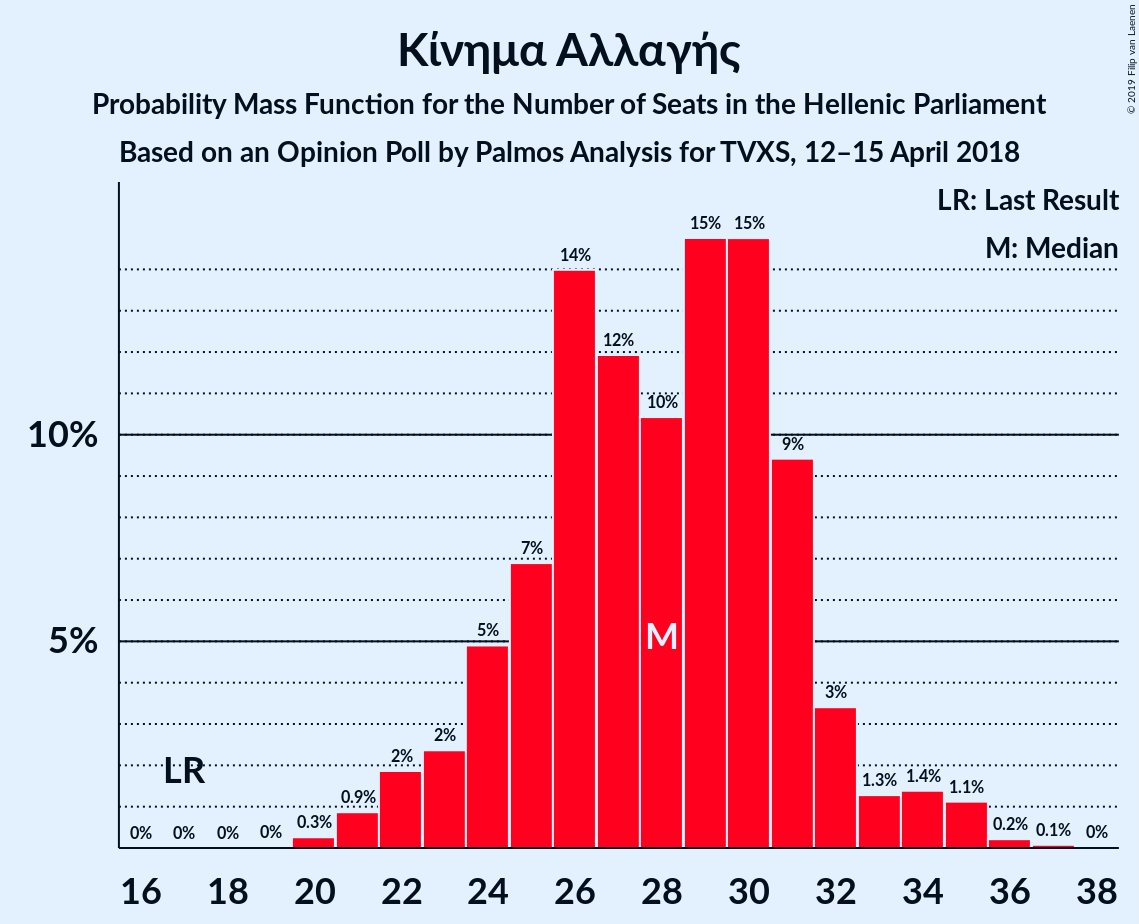 Κίνημα Αλλαγής
Probability Mass Function for the Number of Seats in the Hellenic Parliament
Based on an Opinion Poll by Palmos Analysis for TVXS, 12–15 April 2018
© 2019 Filip van Laenen
LR: Last Result
M: Median
10%
5%
0% 0% 0% 0% 0.3% 0.9% 2% 2% 5% 7% 14% 12% 10% 15% 15% 9% 3% 1.3% 1.4% 1.1% 0.2% 0.1% 0%
M
LR
16 18 20 22 24 26 28 30 32 34 36 38